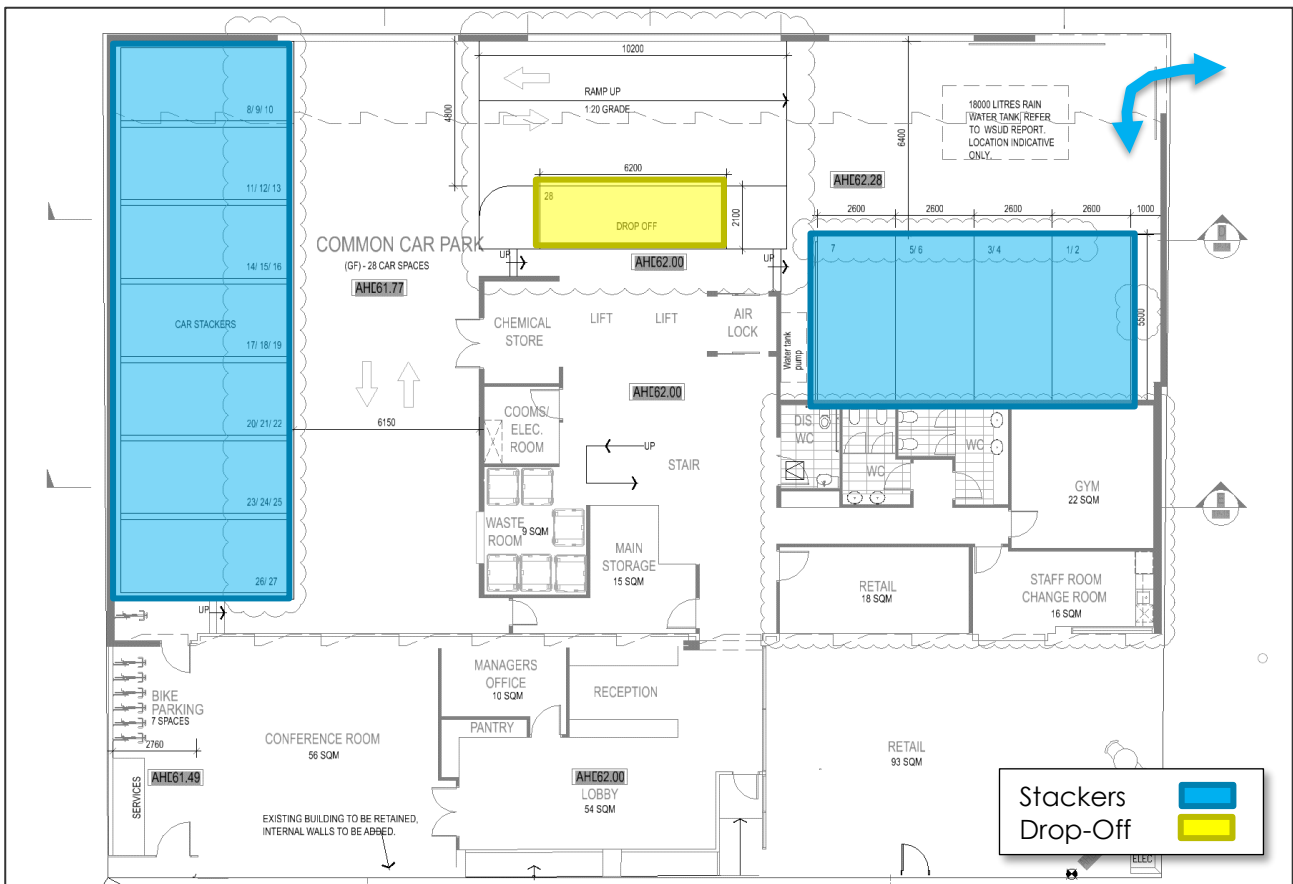 10200
RAMP UP
1:20 GRADE
4800
6400
18000 LITRES RAIN
WATER TANK, REFER
TO WSUD REPORT.
LOCATION INDICATIVE
ONLY.
8/ 9/ 10
11/ 12/ 13
14/ 15/ 16
CAR STACKERS
17/ 18/ 19
20/ 21/ 22
23/ 24/ 25
26/ 27
6200
28
DROP OFF
2100
AHD62.28
2600
2600
2600
2600
1000
7
5/ 6
3/ 4
1/ 2
5500
COMMON CAR PARK
(GF) - 28 CAR SPACES
AHD61.77
UP
AHD62.00
UP
CHEMICAL
STORE
LIFT
LIFT
AIR
LOCK
Water tank
pump
AHD62.00
COOMS/
ELEC.
ROOM
6150
UP
STAIR
DIS
WC
WC
WC
GYM
22 SQM
WASTE
ROOM
9 SQM
MAIN
STORAGE
15 SQM
RETAIL
18 SQM
STAFF ROOM
CHANGE ROOM
16 SQM
UP
BIKE
PARKING
7 SPACES
2760
AHD61.49
SERVICES
CONFERENCE ROOM
56 SQM
MANAGERS
OFFICE
10 SQM
PANTRY
RECEPTION
AHD62.00
LOBBY
54 SQM
EXISTING BUILDING TO BE RETAINED,
INTERNAL WALLS TO BE ADDED.
RETAIL
93 SQM
Stackers
Drop-Off
ELEC